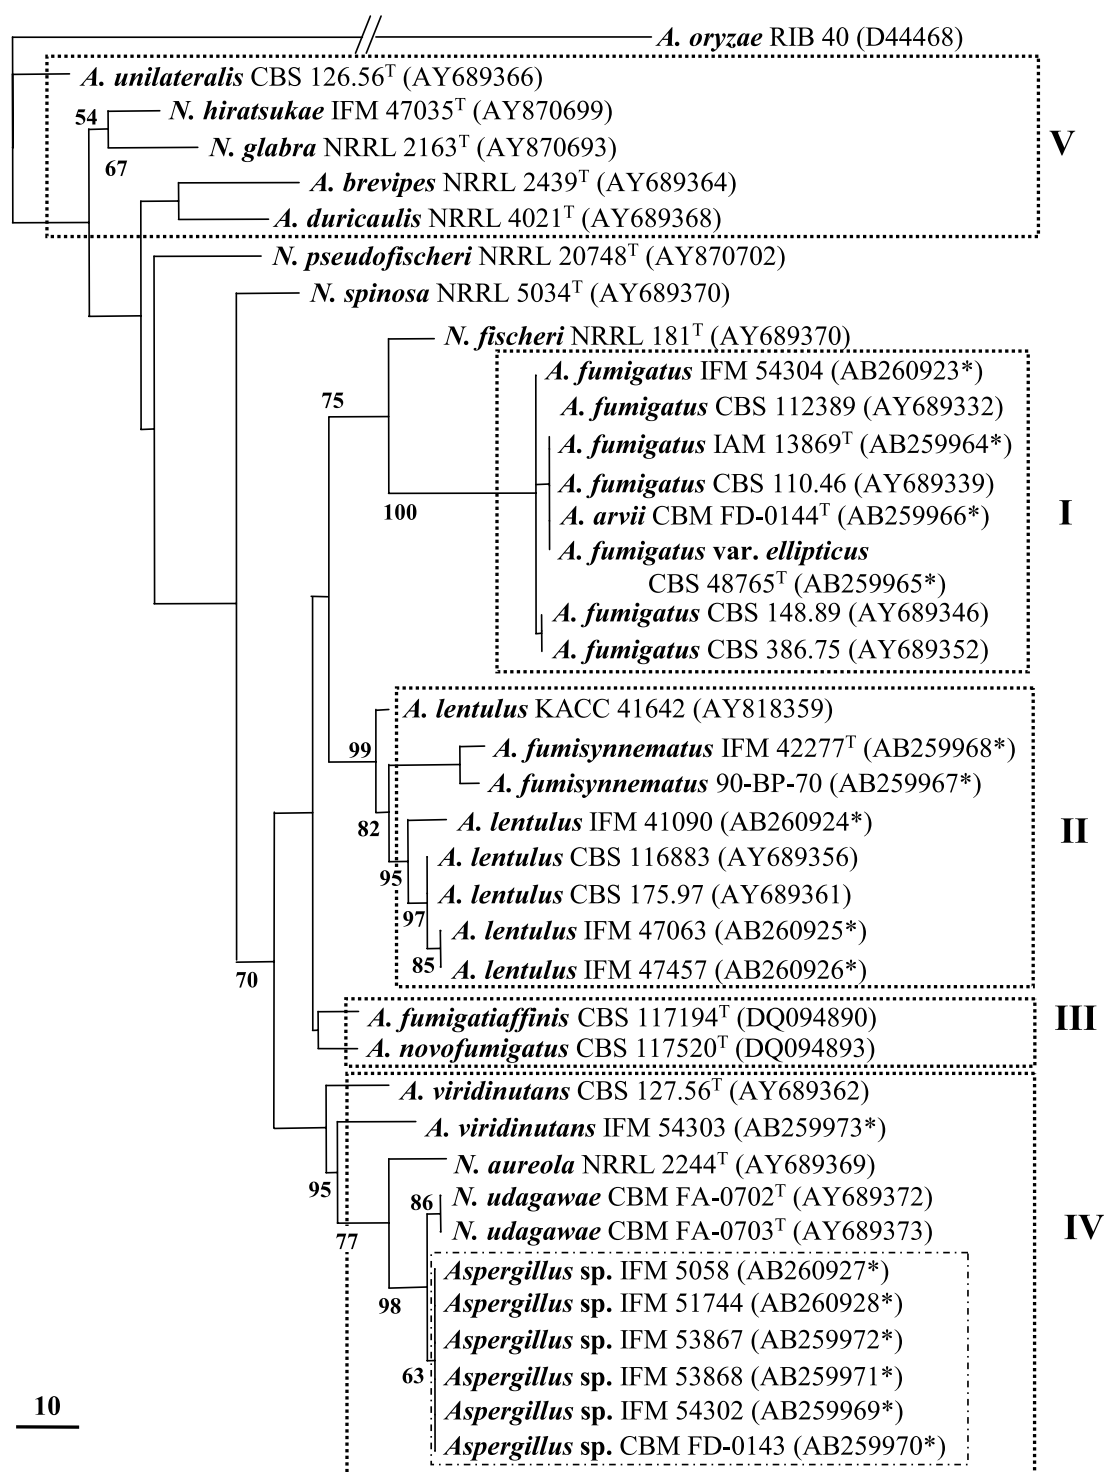 A. oryzae RIB 40 (D44468)
A. unilateralis CBS 126.56T (AY689366)
54
N. hiratsukae IFM 47035T (AY870699)
V
N. glabra NRRL 2163T (AY870693)
67
A. brevipes NRRL 2439T (AY689364)
A. duricaulis NRRL 4021T (AY689368)
N. pseudofischeri NRRL 20748T (AY870702)
N. spinosa NRRL 5034T (AY689370)
N. fischeri NRRL 181T (AY689370)
A. fumigatus IFM 54304 (AB260923*)
75
A. fumigatus CBS 112389 (AY689332)
A. fumigatus IAM 13869T (AB259964*)
A. fumigatus CBS 110.46 (AY689339)
100
A. arvii CBM FD-0144T (AB259966*)
I
A. fumigatus var. ellipticus
CBS 48765T (AB259965*)
A. fumigatus CBS 148.89 (AY689346)
A. fumigatus CBS 386.75 (AY689352)
A. lentulus KACC 41642 (AY818359)
99
A. fumisynnematus IFM 42277T (AB259968*)
A. fumisynnematus 90-BP-70 (AB259967*)
82
A. lentulus IFM 41090 (AB260924*)
II
A. lentulus CBS 116883 (AY689356)
95
A. lentulus CBS 175.97 (AY689361)
97
A. lentulus IFM 47063 (AB260925*)
85
A. lentulus IFM 47457 (AB260926*)
70
A. fumigatiaffinis CBS 117194T (DQ094890)
III
A. novofumigatus CBS 117520T (DQ094893)
A. viridinutans CBS 127.56T (AY689362)
A. viridinutans IFM 54303 (AB259973*)
N. aureola NRRL 2244T (AY689369)
95
86
N. udagawae CBM FA-0702T (AY689372)
N. udagawae CBM FA-0703T (AY689373)
IV
77
Aspergillus sp. IFM 5058 (AB260927*)
98
Aspergillus sp. IFM 51744 (AB260928*)
Aspergillus sp. IFM 53867 (AB259972*)
63
Aspergillus sp. IFM 53868 (AB259971*)
Aspergillus sp. IFM 54302 (AB259969*)
10
Aspergillus sp. CBM FD-0143 (AB259970*)